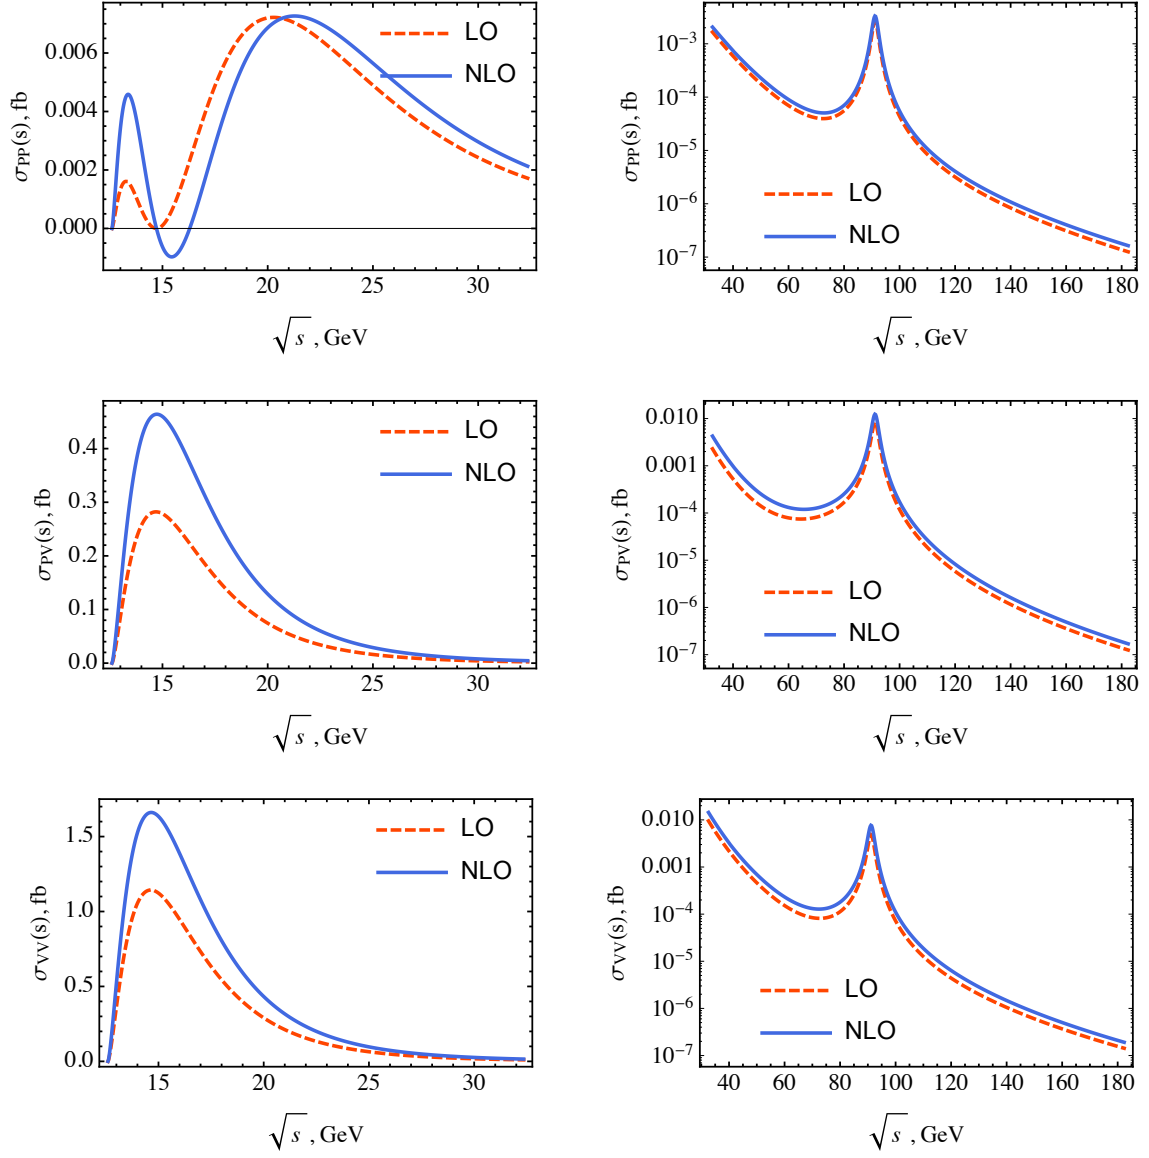 σPP(s), fb
0.006
0.004
0.002
0.000
LO
NLO
15 20 25 30
√s , GeV
σPP(s), fb
10^−3
10^−4
10^−5
10^−6
10^−7
LO
NLO
40 60 80 100 120 140 160 180
√s , GeV
σPV(s), fb
0.4
0.3
0.2
0.1
0.0
LO
NLO
15 20 25 30
√s , GeV
σPV(s), fb
0.010
0.001
10^−4
10^−5
10^−6
10^−7
LO
NLO
40 60 80 100 120 140 160 180
√s , GeV
σVV(s), fb
1.5
1.0
0.5
0.0
LO
NLO
15 20 25 30
√s , GeV
σVV(s), fb
0.010
0.001
10^−4
10^−5
10^−6
10^−7
LO
NLO
40 60 80 100 120 140 160 180
√s , GeV